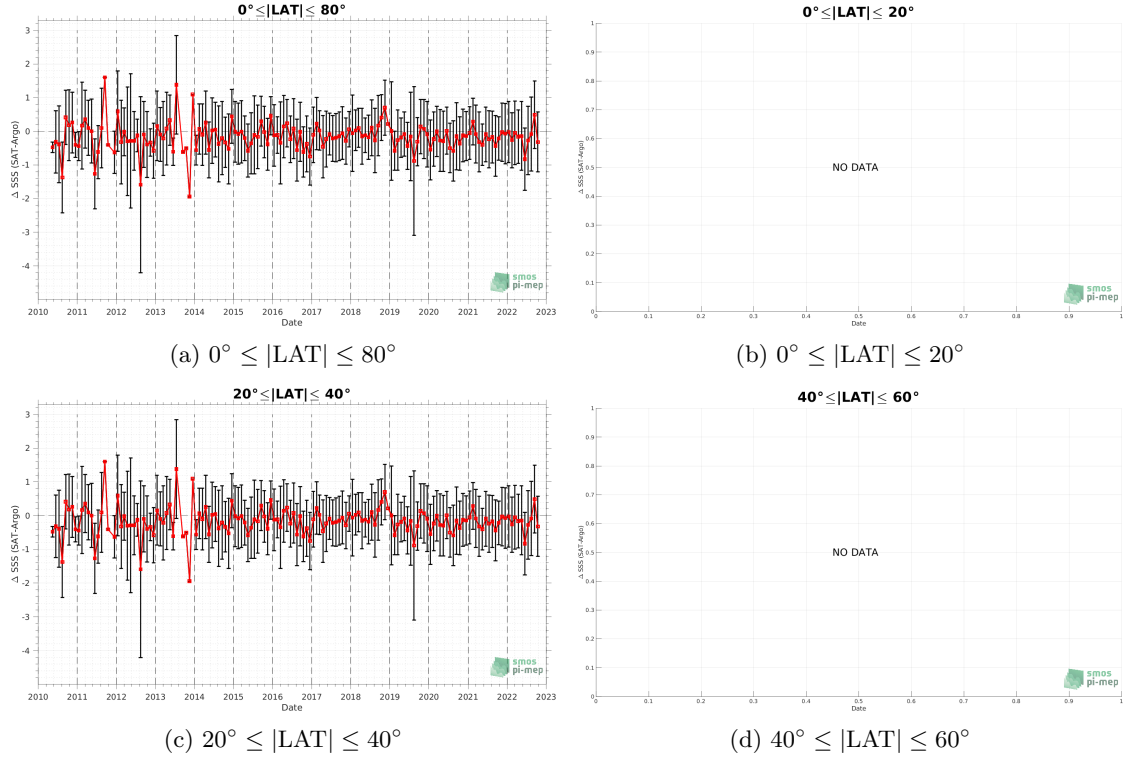 0°≤|LAT|≤ 80°
3
2
1
0
-1
-2
-3
-4
Δ SSS (SAT-Argo)
2010 2011 2012 2013 2014 2015 2016 2017 2018 2019 2020 2021 2022 2023
Date
smos
pi-mep
(a) 0° ≤ |LAT| ≤ 80°
0°≤|LAT|≤ 20°
1
0.9
0.8
0.7
0.6
0.5
0.4
0.3
0.2
0.1
0
Δ SSS (SAT-Argo)
NO DATA
0 0.1 0.2 0.3 0.4 0.5 0.6 0.7 0.8 0.9 1
Date
smos
pi-mep
(b) 0° ≤ |LAT| ≤ 20°
20°≤|LAT|≤ 40°
3
2
1
0
-1
-2
-3
-4
Δ SSS (SAT-Argo)
2010 2011 2012 2013 2014 2015 2016 2017 2018 2019 2020 2021 2022 2023
Date
smos
pi-mep
(c) 20° ≤ |LAT| ≤ 40°
40°≤|LAT|≤ 60°
1
0.9
0.8
0.7
0.6
0.5
0.4
0.3
0.2
0.1
0
Δ SSS (SAT-Argo)
NO DATA
0 0.1 0.2 0.3 0.4 0.5 0.6 0.7 0.8 0.9 1
Date
smos
pi-mep
(d) 40° ≤ |LAT| ≤ 60°